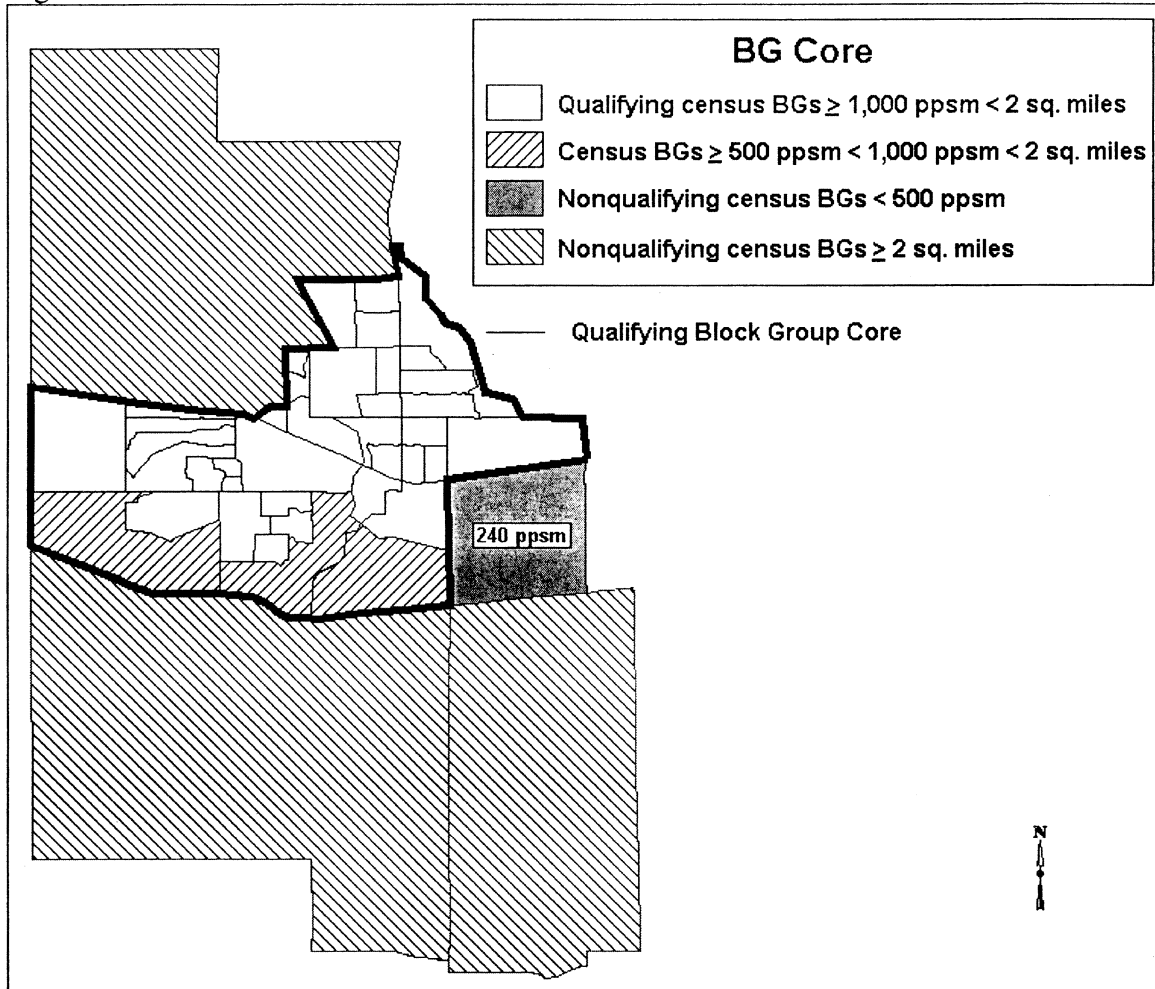 BG Core
Qualifying census BGs ≥ 1,000 ppsm < 2 sq. miles
Census BGs ≥ 500 ppsm < 1,000 ppsm < 2 sq. miles
Nonqualifying census BGs < 500 ppsm
Nonqualifying census BGs ≥ 2 sq. miles
Qualifying Block Group Core
240 ppsm
N